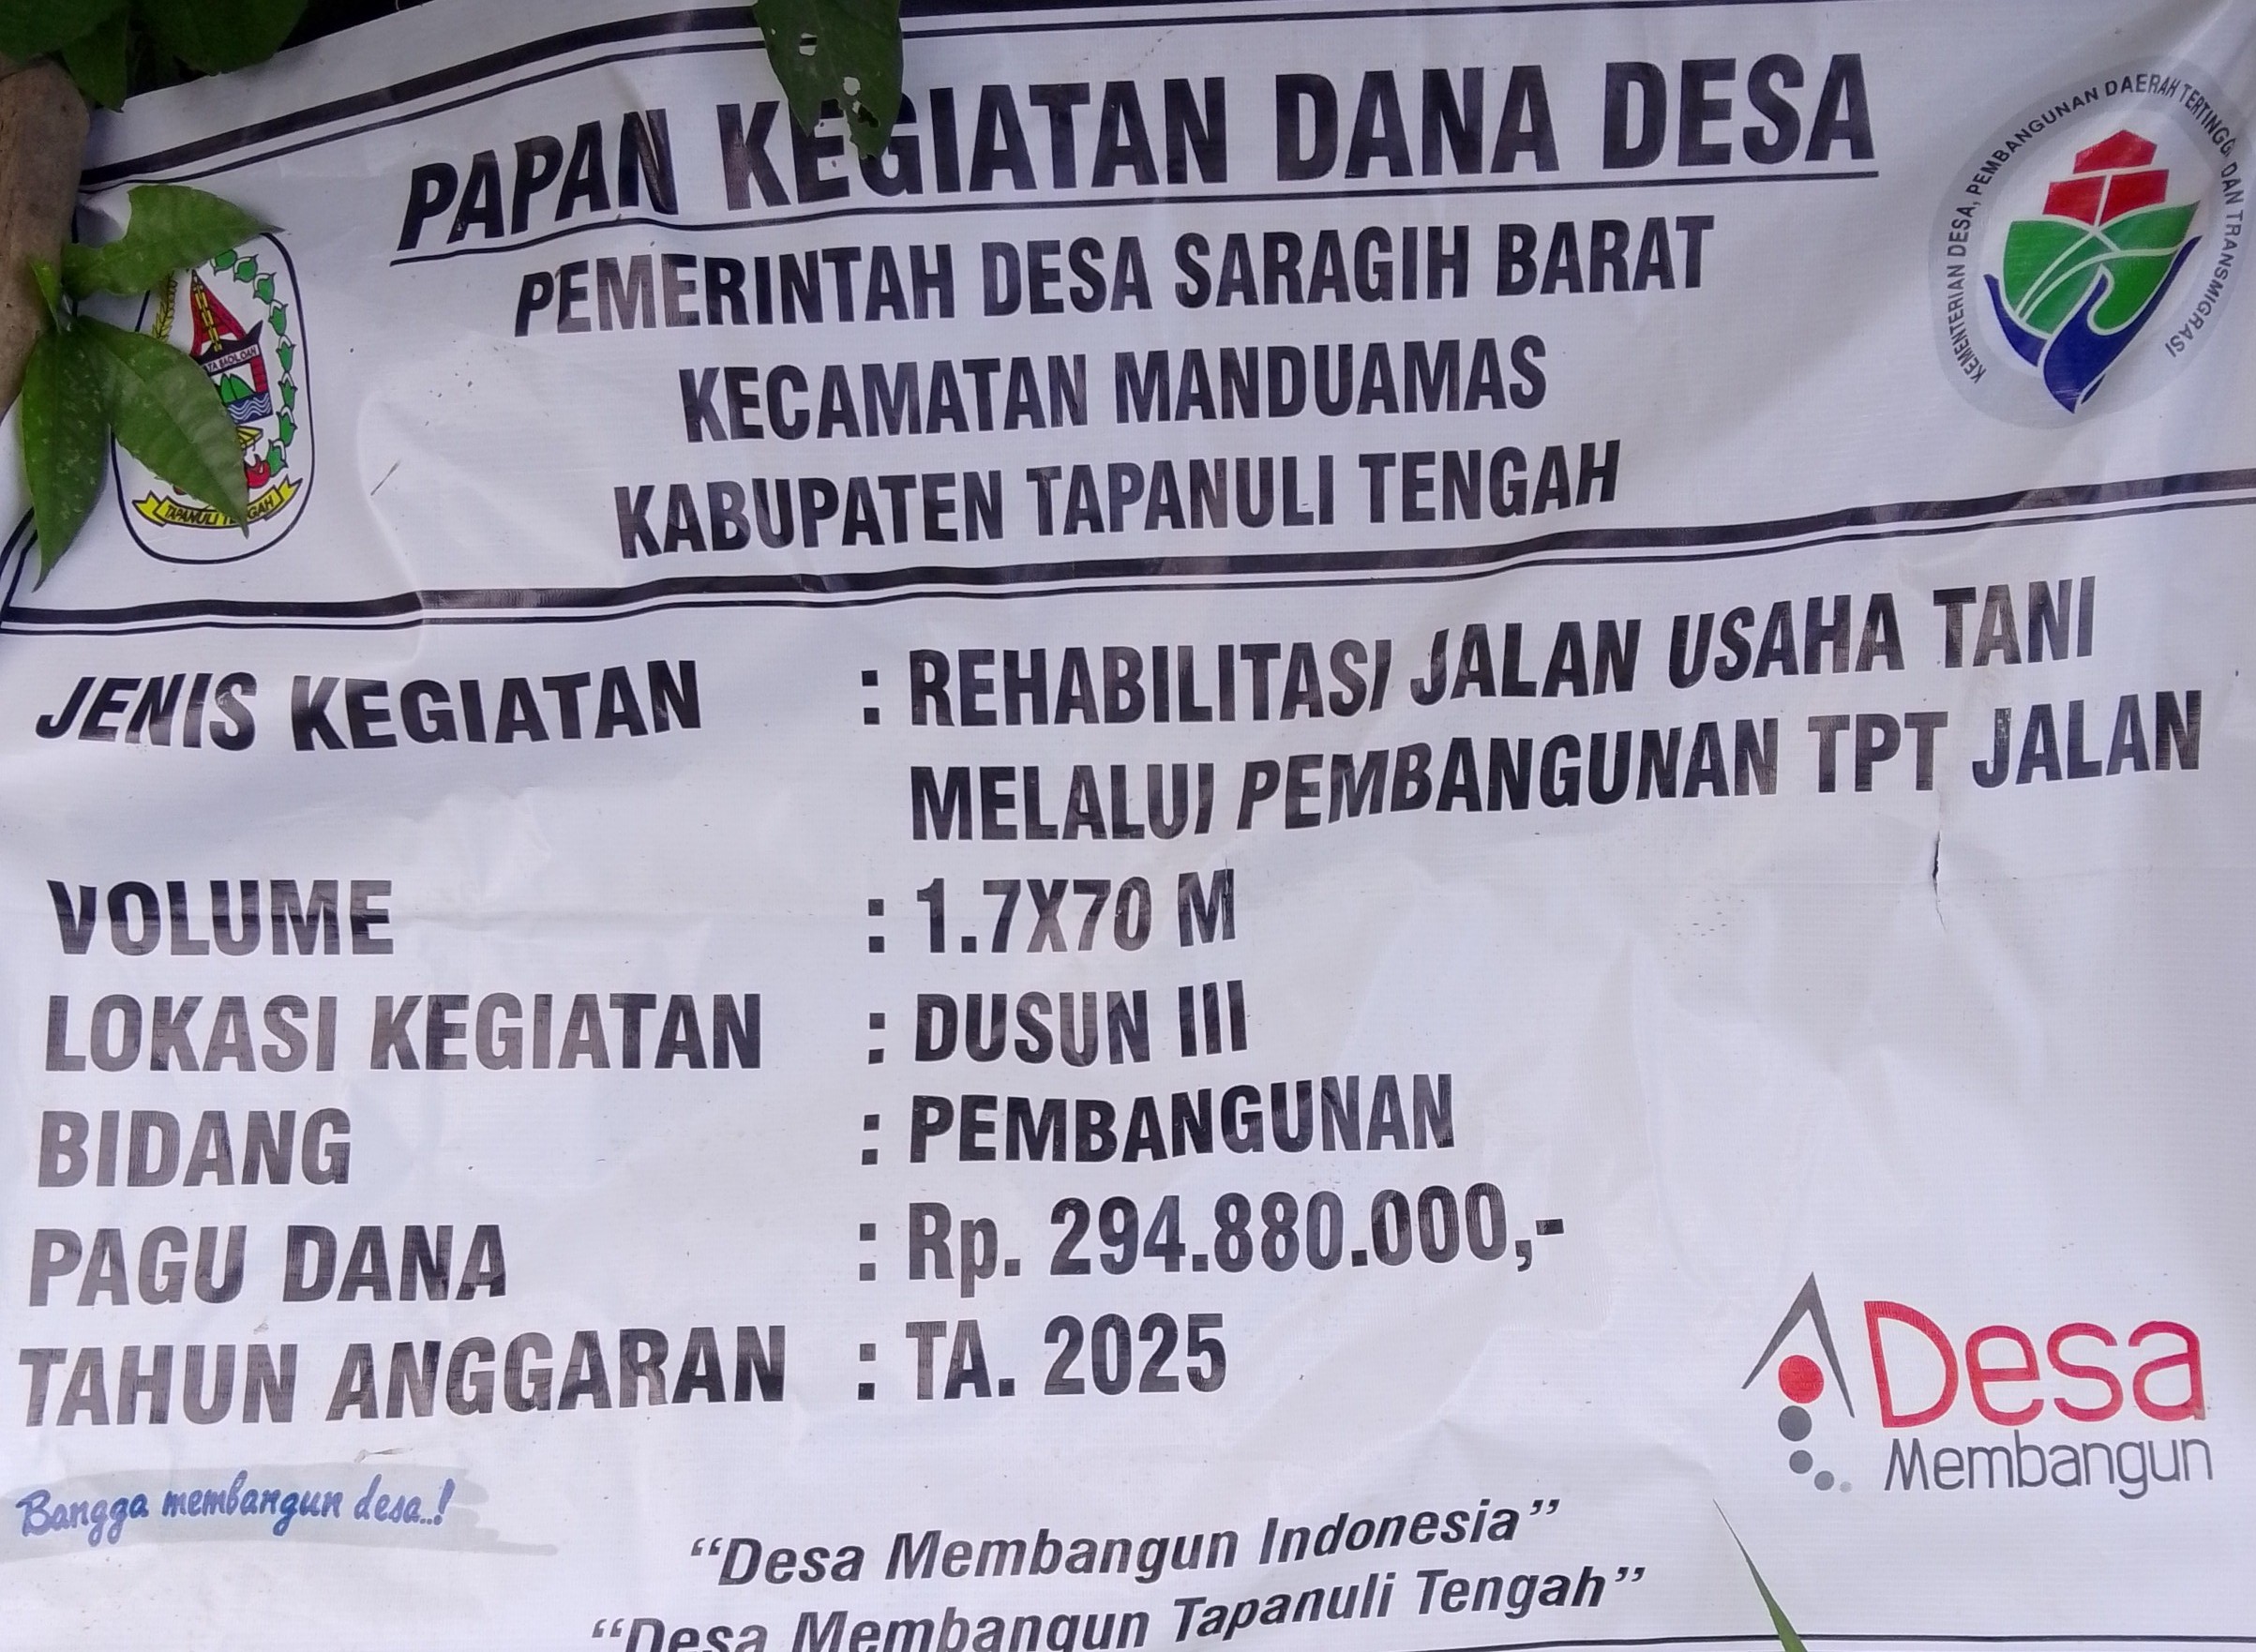 PAPAN KEGIATAN DANA DESA
PEMERINTAH DESA SARAGIH BARAT
KECAMATAN MANDUAMAS
KABUPATEN TAPANULI TENGAH
KEMENTERIAN DESA, PEMBANGUNAN DAERAH TERTINGGAL DAN TRANSMIGRASI
TAPANULI TENGAH
JENIS KEGIATAN : REHABILITASI JALAN USAHA TANI
MELALUI PEMBANGUNAN TPT JALAN
VOLUME : 1.7X70 M
LOKASI KEGIATAN : DUSUN III
BIDANG : PEMBANGUNAN
PAGU DANA : Rp. 294.880.000,-
TAHUN ANGGARAN : TA. 2025
Desa
Membangun
Bangga membangun desa..!
“Desa Membangun Indonesia”
“Desa Membangun Tapanuli Tengah”